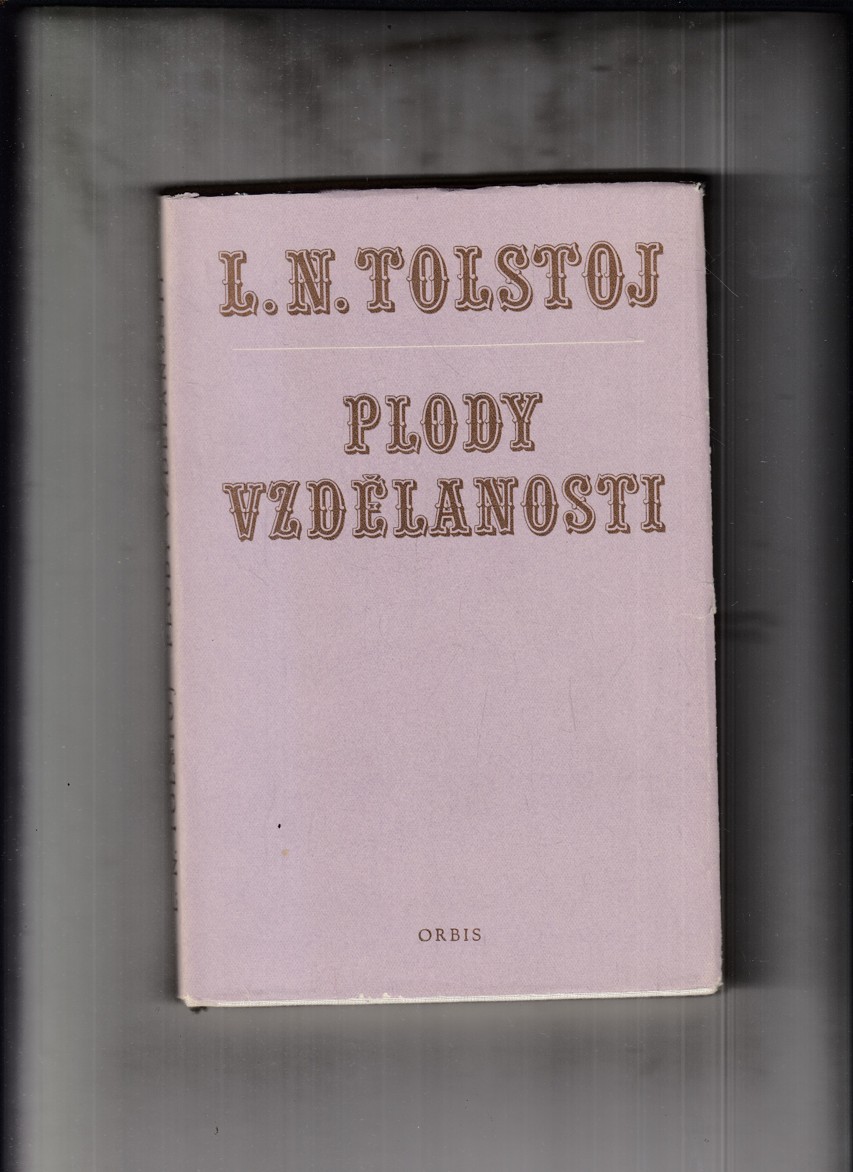 L.N.TOLSTOJ
PLODY
VZDĚLANOSTI
ORBIS